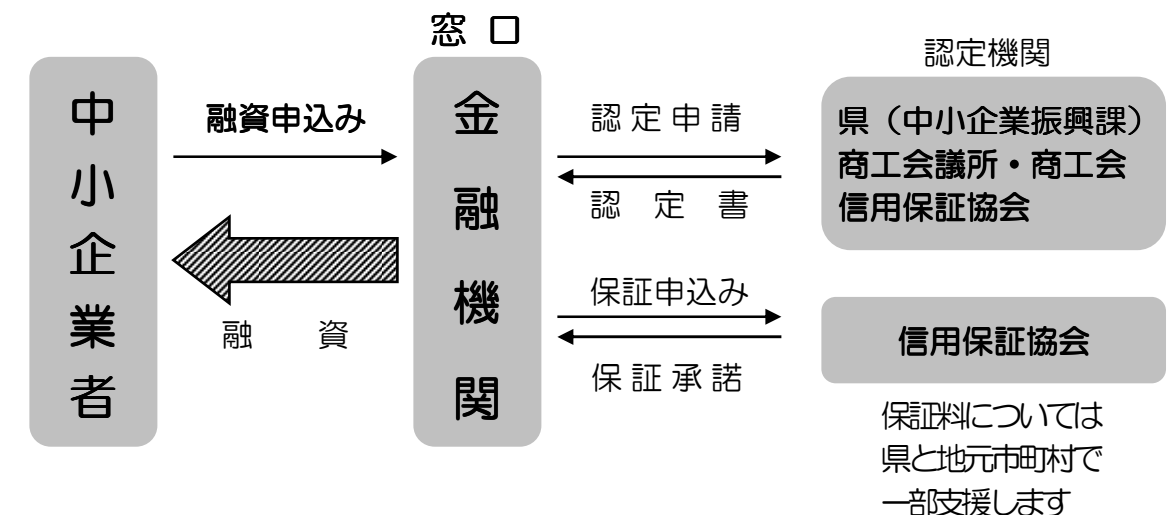 窓 口
中小企業者
融資申込み
融 資
金融機関
認 定 申 請
認 定 書
保証申込み
保 証 承 諾
認定機関
県（中小企業振興課）
商工会議所・商工会
信用保証協会
信用保証協会
保証料については
県と地元市町村で
一部支援します